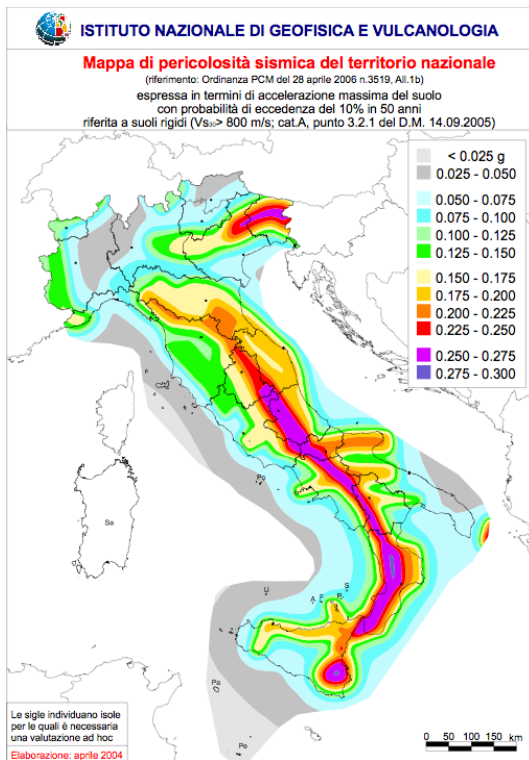 ISTITUTO NAZIONALE DI GEOFISICA E VULCANOLOGIA
Mappa di pericolosità sismica del territorio nazionale
(riferimento: Ordinanza PCM del 28 aprile 2006 n.3519, All.1b)
espressa in termini di accelerazione massima del suolo
con probabilità di eccedenza del 10% in 50 anni
riferita a suoli rigidi (Vs₃₀> 800 m/s; cat.A, punto 3.2.1 del D.M. 14.09.2005)
< 0.025 g
0.025 - 0.050
0.050 - 0.075
0.075 - 0.100
0.100 - 0.125
0.125 - 0.150
0.150 - 0.175
0.175 - 0.200
0.200 - 0.225
0.225 - 0.250
0.250 - 0.275
0.275 - 0.300
Po
Sa
U
A
F
P
S
Pa
Pe
Le sigle individuano isole
per le quali è necessaria
una valutazione ad hoc
Elaborazione: aprile 2004
0 50 100 150 km